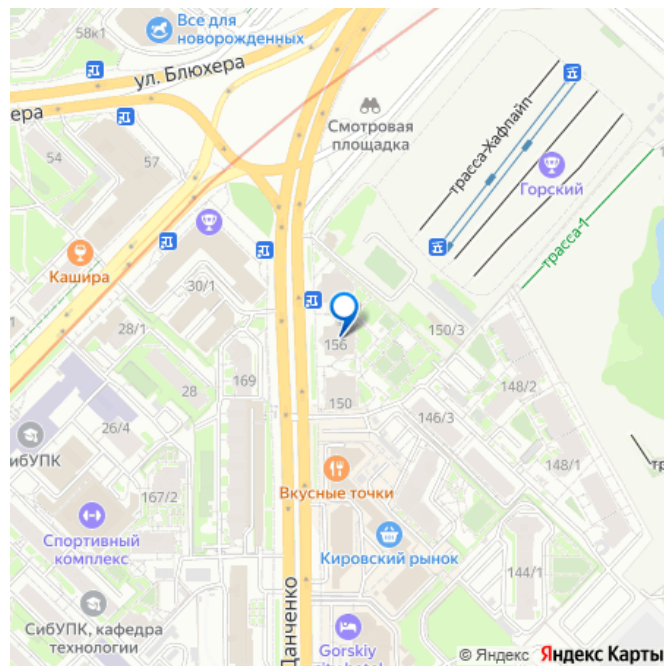 58к1
Все для
новорожденных
ул. Блюхера
ера
Смотровая
площадка
трасса-Хафпайп
54
57
Горский
трасса-1
Кашира
30/1
28/1
156
150/3
169
28
150
148/2
146/3
26/4
сибУПК
148/1
Вкусные точки
167/2
Спортивный
комплекс
Кировский рынок
144/1
СибУПК, кафедра
технологии
Данченко
Gorskiy
© Яндекс Яндекс Карты